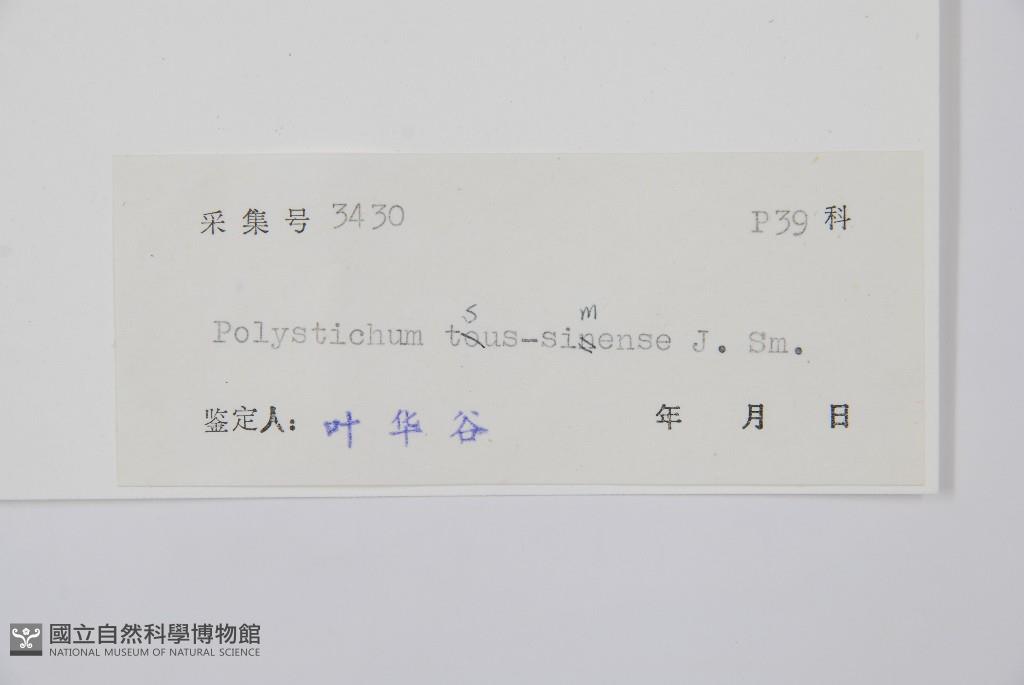 采集号 3430 P39 科
s m
Polystichum tous-sinense J. Sm.
鉴定人: 叶华谷 年 月 日
國立自然科學博物館
NATIONAL MUSEUM OF NATURAL SCIENCE